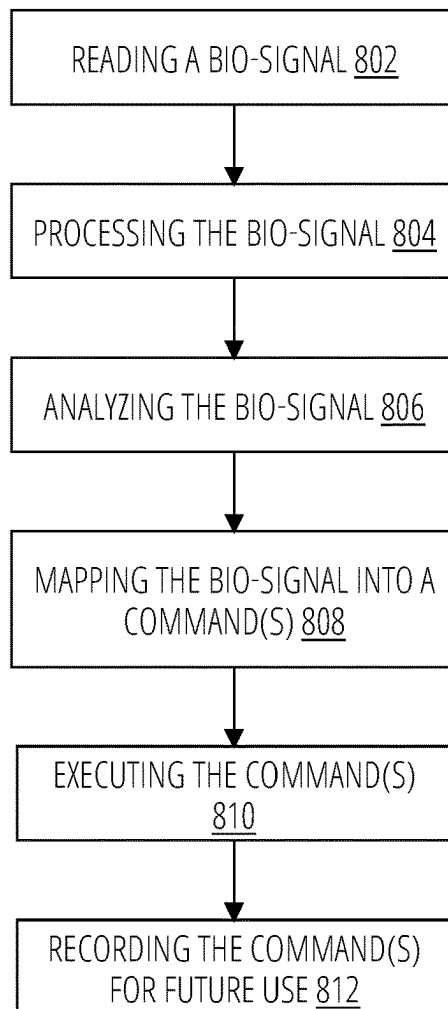 READING A BIO-SIGNAL 802
PROCESSING THE BIO-SIGNAL 804
ANALYZING THE BIO-SIGNAL 806
MAPPING THE BIO-SIGNAL INTO A
COMMAND(S) 808
EXECUTING THE COMMAND(S)
810
RECORDING THE COMMAND(S)
FOR FUTURE USE 812